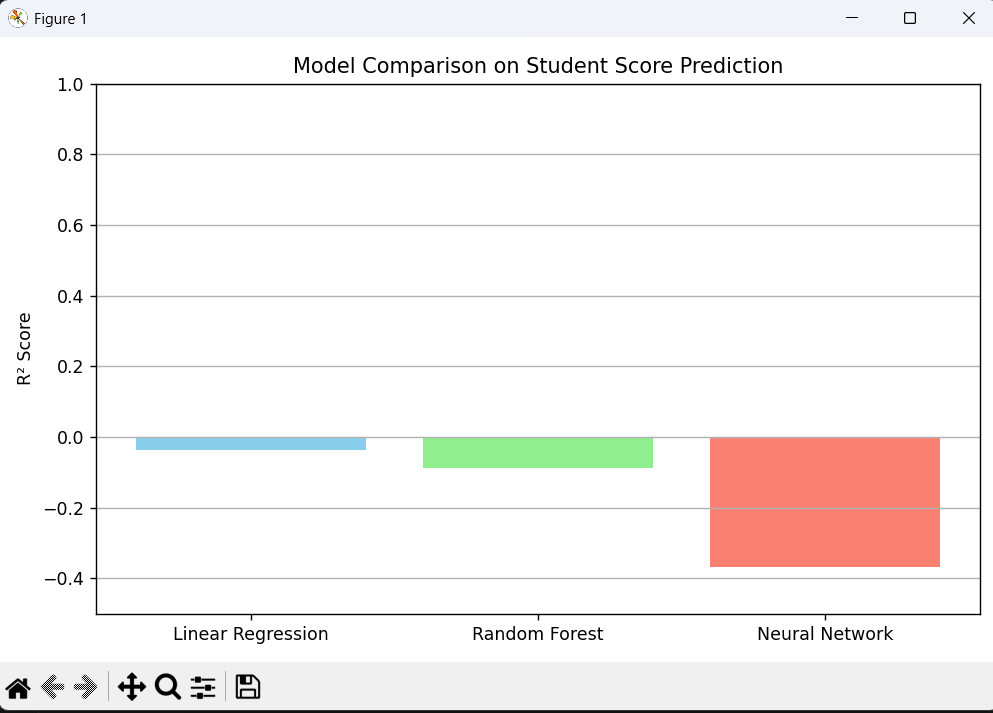 Figure 1
Model Comparison on Student Score Prediction
1.0
0.8
0.6
0.4
0.2
0.0
−0.2
−0.4
R² Score
Linear Regression
Random Forest
Neural Network